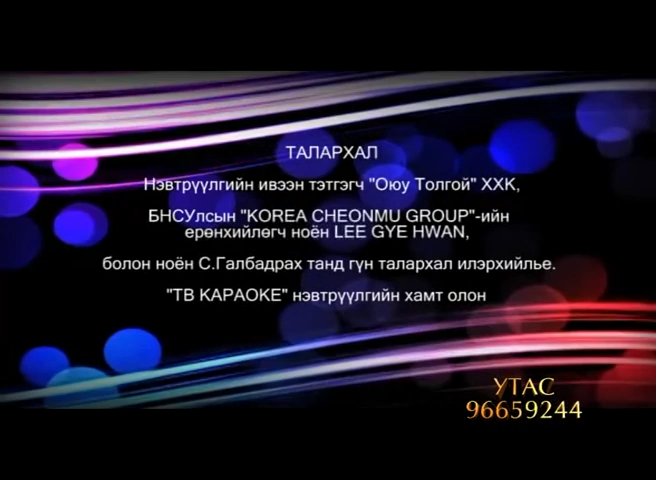 ТАЛАРХАЛ
Нэвтрүүлгийн ивээн тэтгэгч "Оюу Толгой" ХХК,
БНСУлсын "KOREA CHEONMU GROUP"-ийн
ерөнхийлөгч ноён LEE GYE HWAN,
болон ноён С.Галбадрах танд гүн талархал илэрхийлье.
"ТВ КАРАОКЕ" нэвтрүүлгийн хамт олон
УТАС
96659244